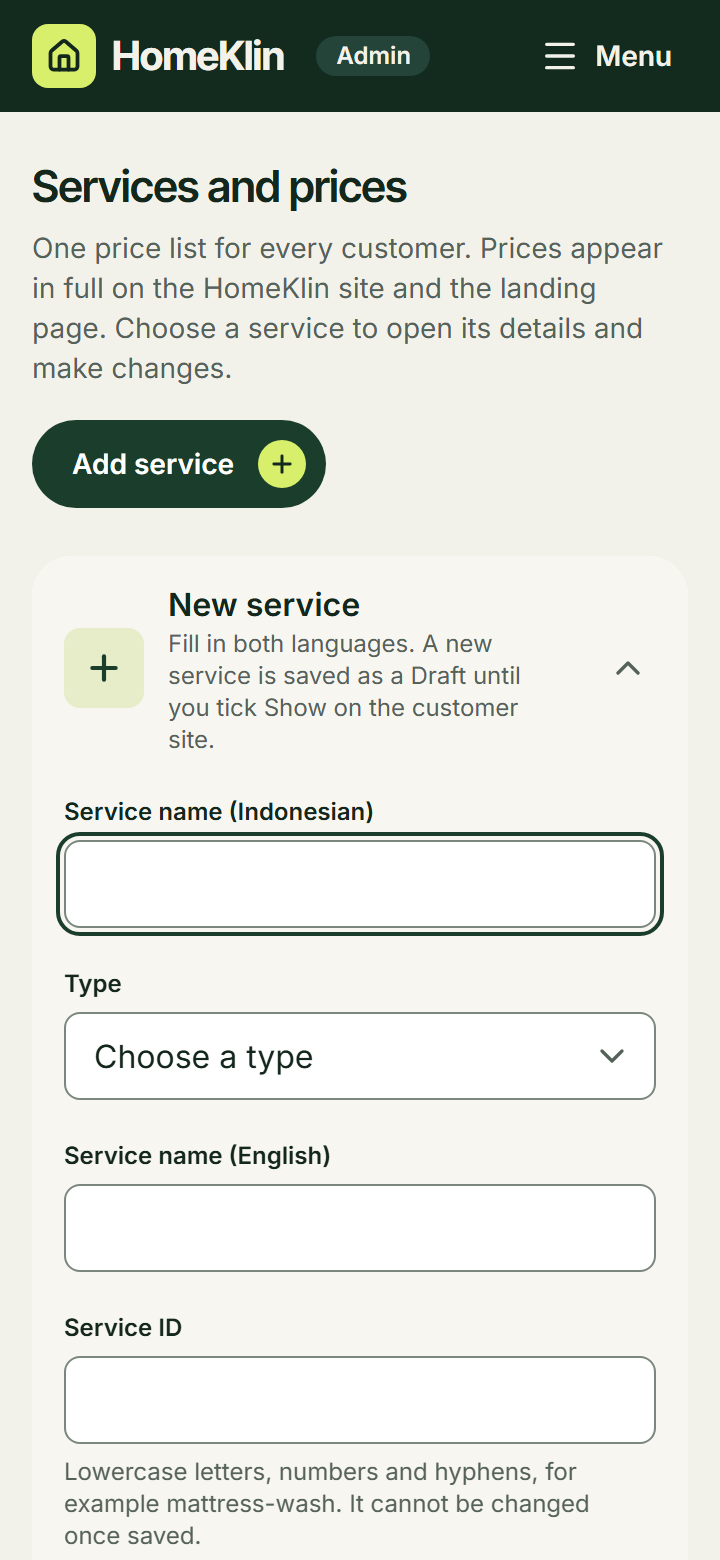 HomeKlin
Admin
Menu
Services and prices
One price list for every customer. Prices appear
in full on the HomeKlin site and the landing
page. Choose a service to open its details and
make changes.
Add service
New service
Fill in both languages. A new
service is saved as a Draft until
you tick Show on the customer
site.
Service name (Indonesian)
Type
Choose a type
Service name (English)
Service ID
Lowercase letters, numbers and hyphens, for
example mattress-wash. It cannot be changed
once saved.